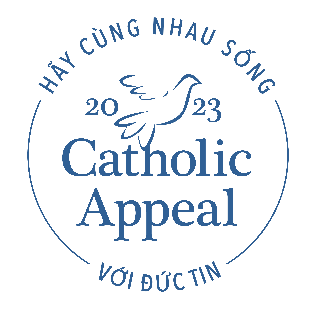 HÃY CÙNG NHAU SỐNG
2023
Catholic
Appeal
VỚI ĐỨC TIN